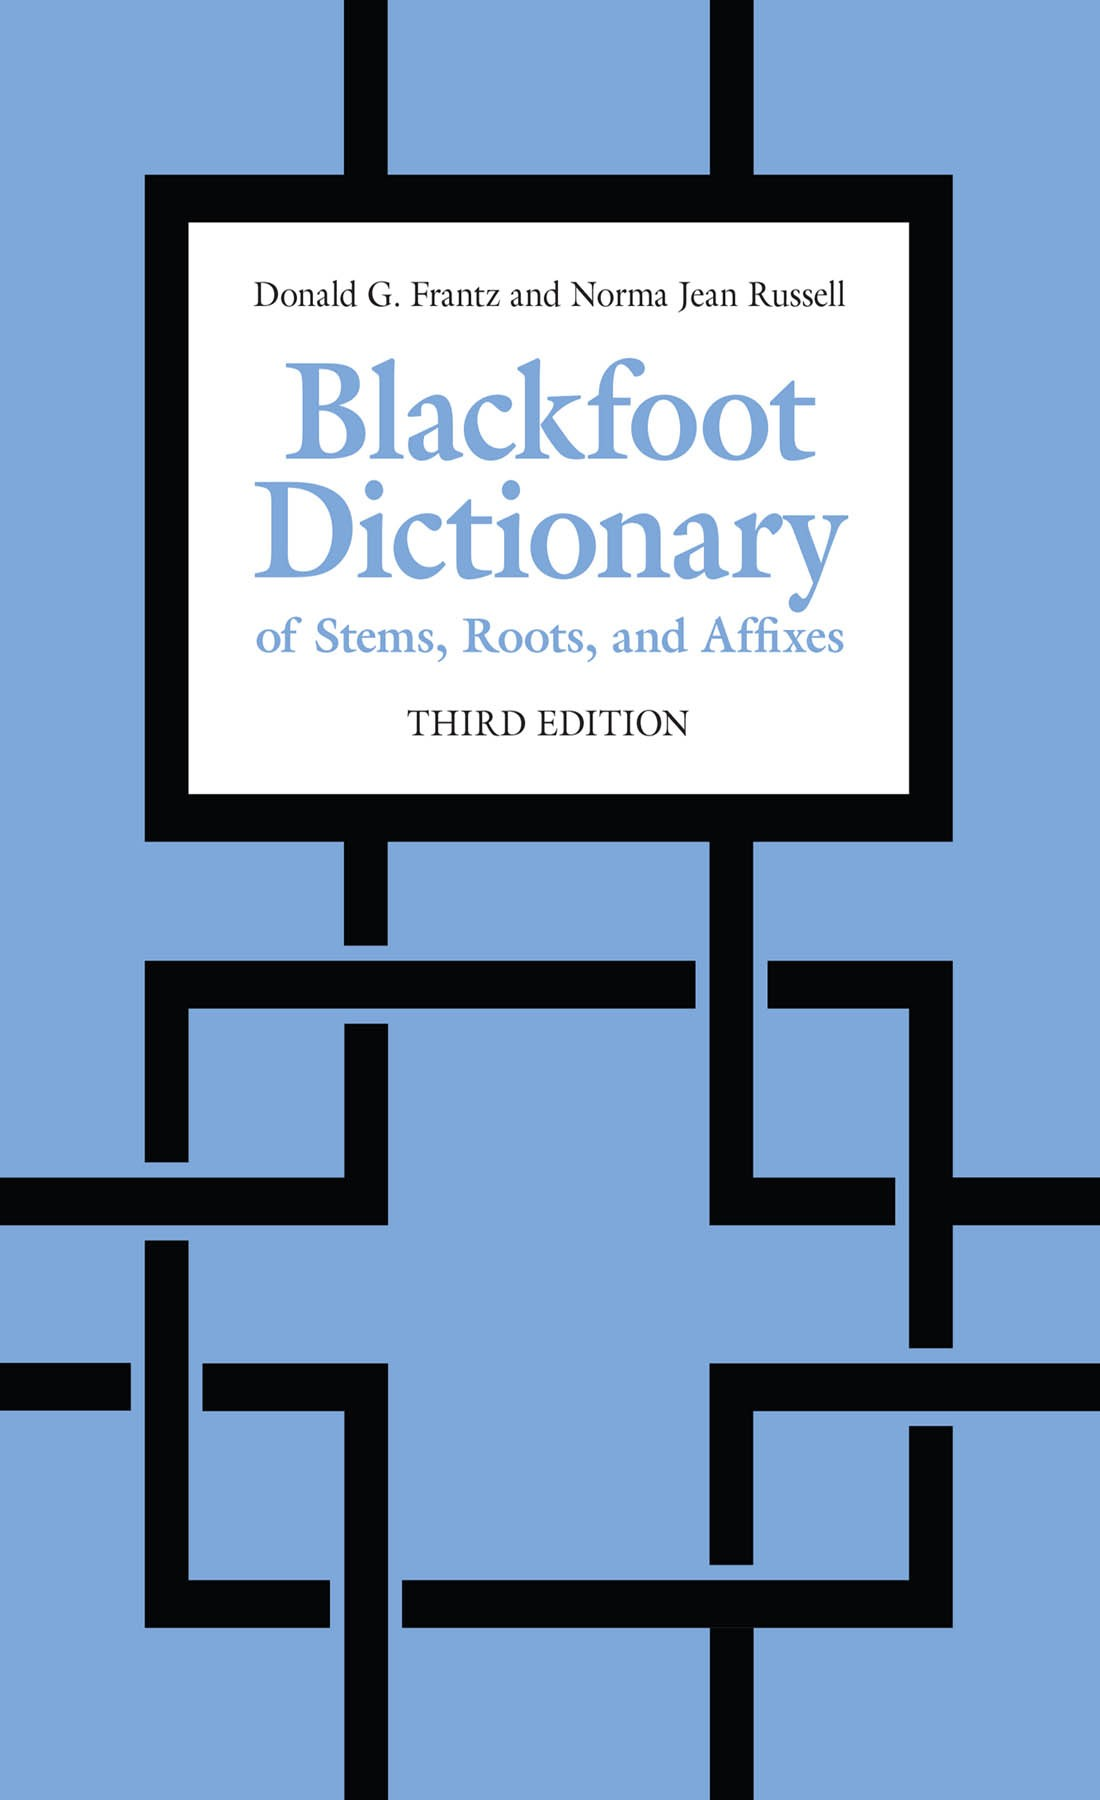 Donald G. Frantz and Norma Jean Russell
Blackfoot
Dictionary
of Stems, Roots, and Affixes
THIRD EDITION